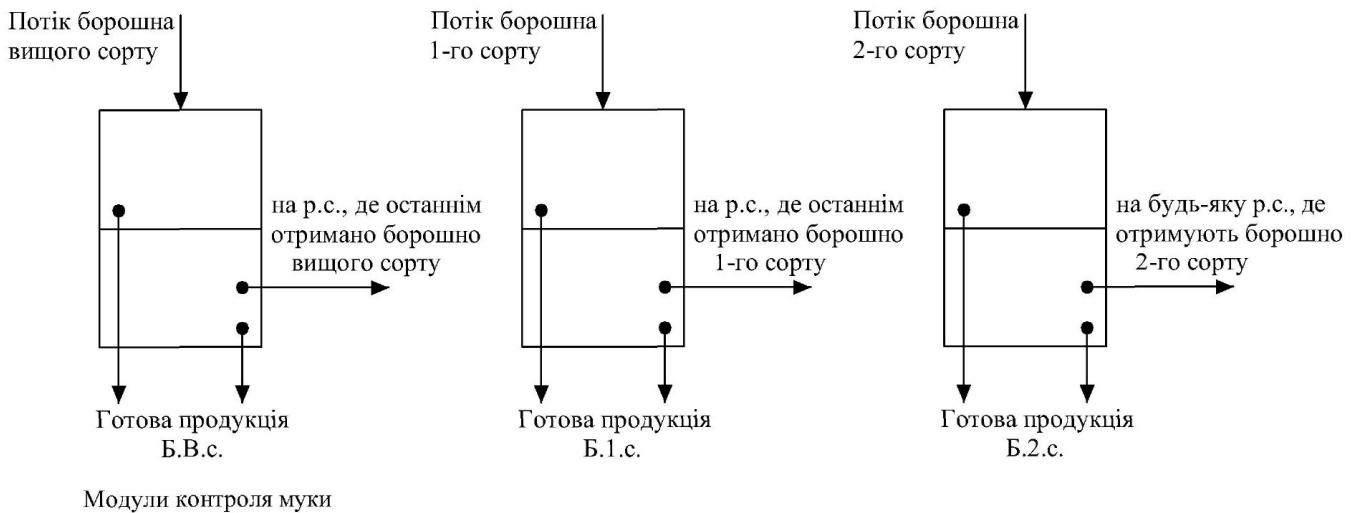 Потік борошна
вищого сорту
на р.с., де останнім
отримано борошно
вищого сорту
Готова продукція
Б.В.с.
Потік борошна
1-го сорту
на р.с., де останнім
отримано борошно
1-го сорту
Готова продукція
Б.1.с.
Потік борошна
2-го сорту
на будь-яку р.с., де
отримують борошно
2-го сорту
Готова продукція
Б.2.с.
Модули контроля муки